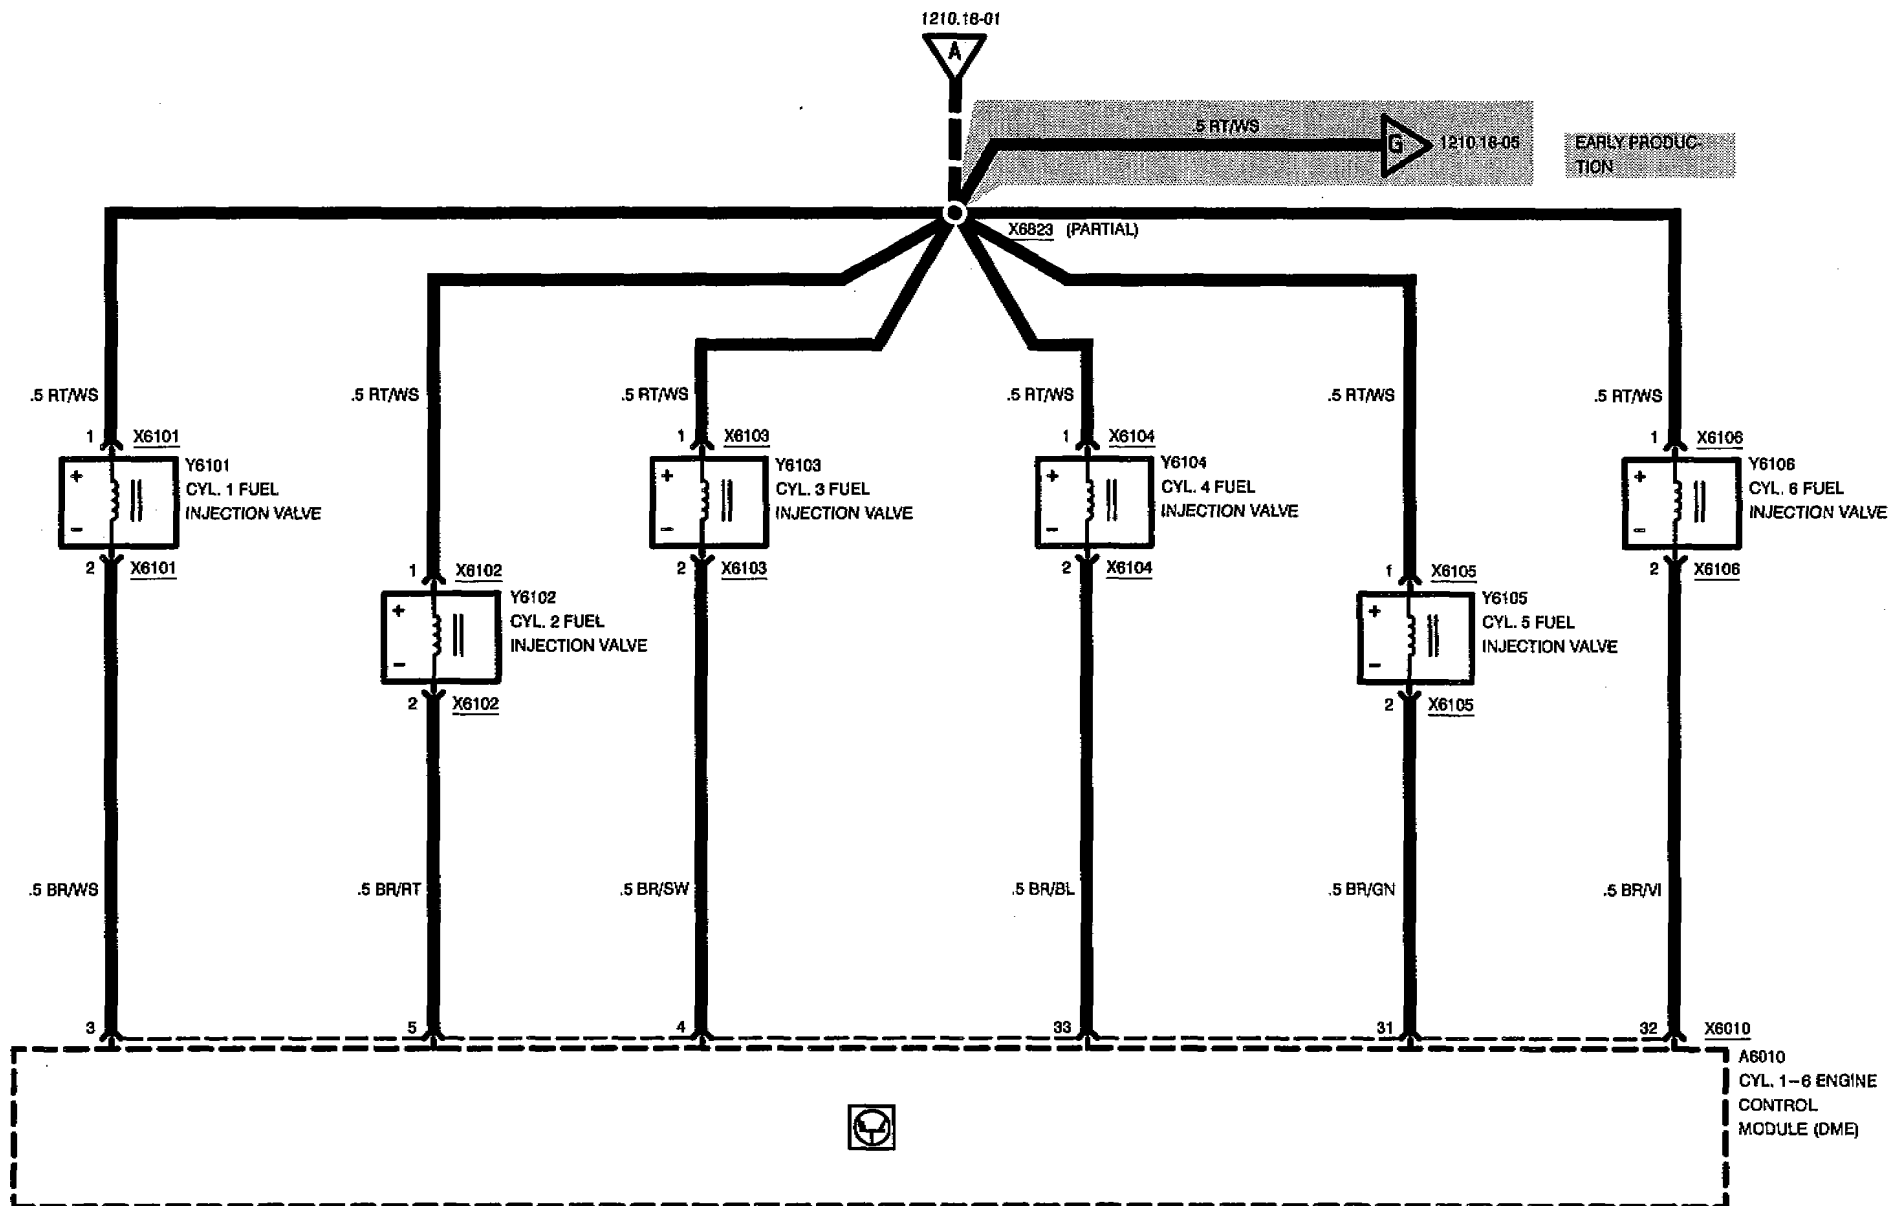 1210.18-01
A
.5 RT/WS
G
1210.18-05
EARLY PRODUC-
TION
X6823 (PARTIAL)
.5 RT/WS
.5 RT/WS
.5 RT/WS
.5 RT/WS
.5 RT/WS
.5 RT/WS
1 X6101
+
-
Y6101
CYL. 1 FUEL
INJECTION VALVE
2 X6101
1 X6103
+
-
Y6103
CYL. 3 FUEL
INJECTION VALVE
2 X6103
1 X6104
+
-
Y6104
CYL. 4 FUEL
INJECTION VALVE
2 X6104
1 X6106
+
-
Y6106
CYL. 6 FUEL
INJECTION VALVE
2 X6106
1 X6102
+
-
Y6102
CYL. 2 FUEL
INJECTION VALVE
2 X6102
f X6105
+
-
Y6105
CYL. 5 FUEL
INJECTION VALVE
2 X6105
.5 BR/WS
.5 BR/RT
.5 BR/SW
.5 BR/BL
.5 BR/GN
.5 BR/VI
3
5
4
33
31
32
X6010
A6010
CYL. 1–6 ENGINE
CONTROL
MODULE (DME)